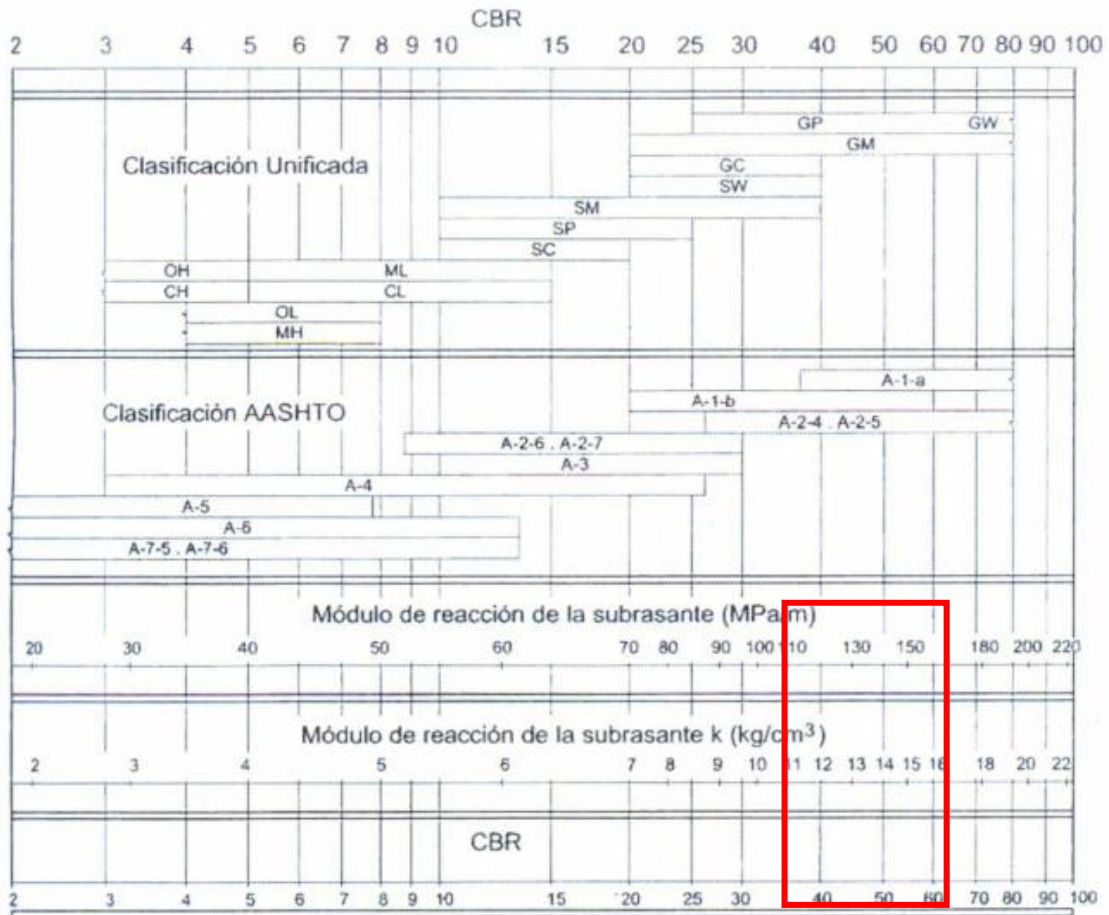 CBR
2 3 4 5 6 7 8 9 10 15 20 25 30 40 50 60 70 80 90 100
GP GW
GM
Clasificación Unificada
GC
SW
SM
SP
SC
OH ML
CH CL
OL
MH
A-1-a
Clasificación AASHTO
A-1-b
A-2-4 . A-2-5
A-2-6 . A-2-7
A-3
A-4
A-5
A-6
A-7-5 . A-7-6
Módulo de reacción de la subrasante (MPa/m)
20 30 40 50 60 70 80 90 100 110 130 150 180 200 220
Módulo de reacción de la subrasante k (kg/cm³)
2 3 4 5 6 7 8 9 10 11 12 13 14 15 16 18 20 22
CBR
2 3 4 5 6 7 8 9 10 15 20 25 30 40 50 60 70 80 90 100